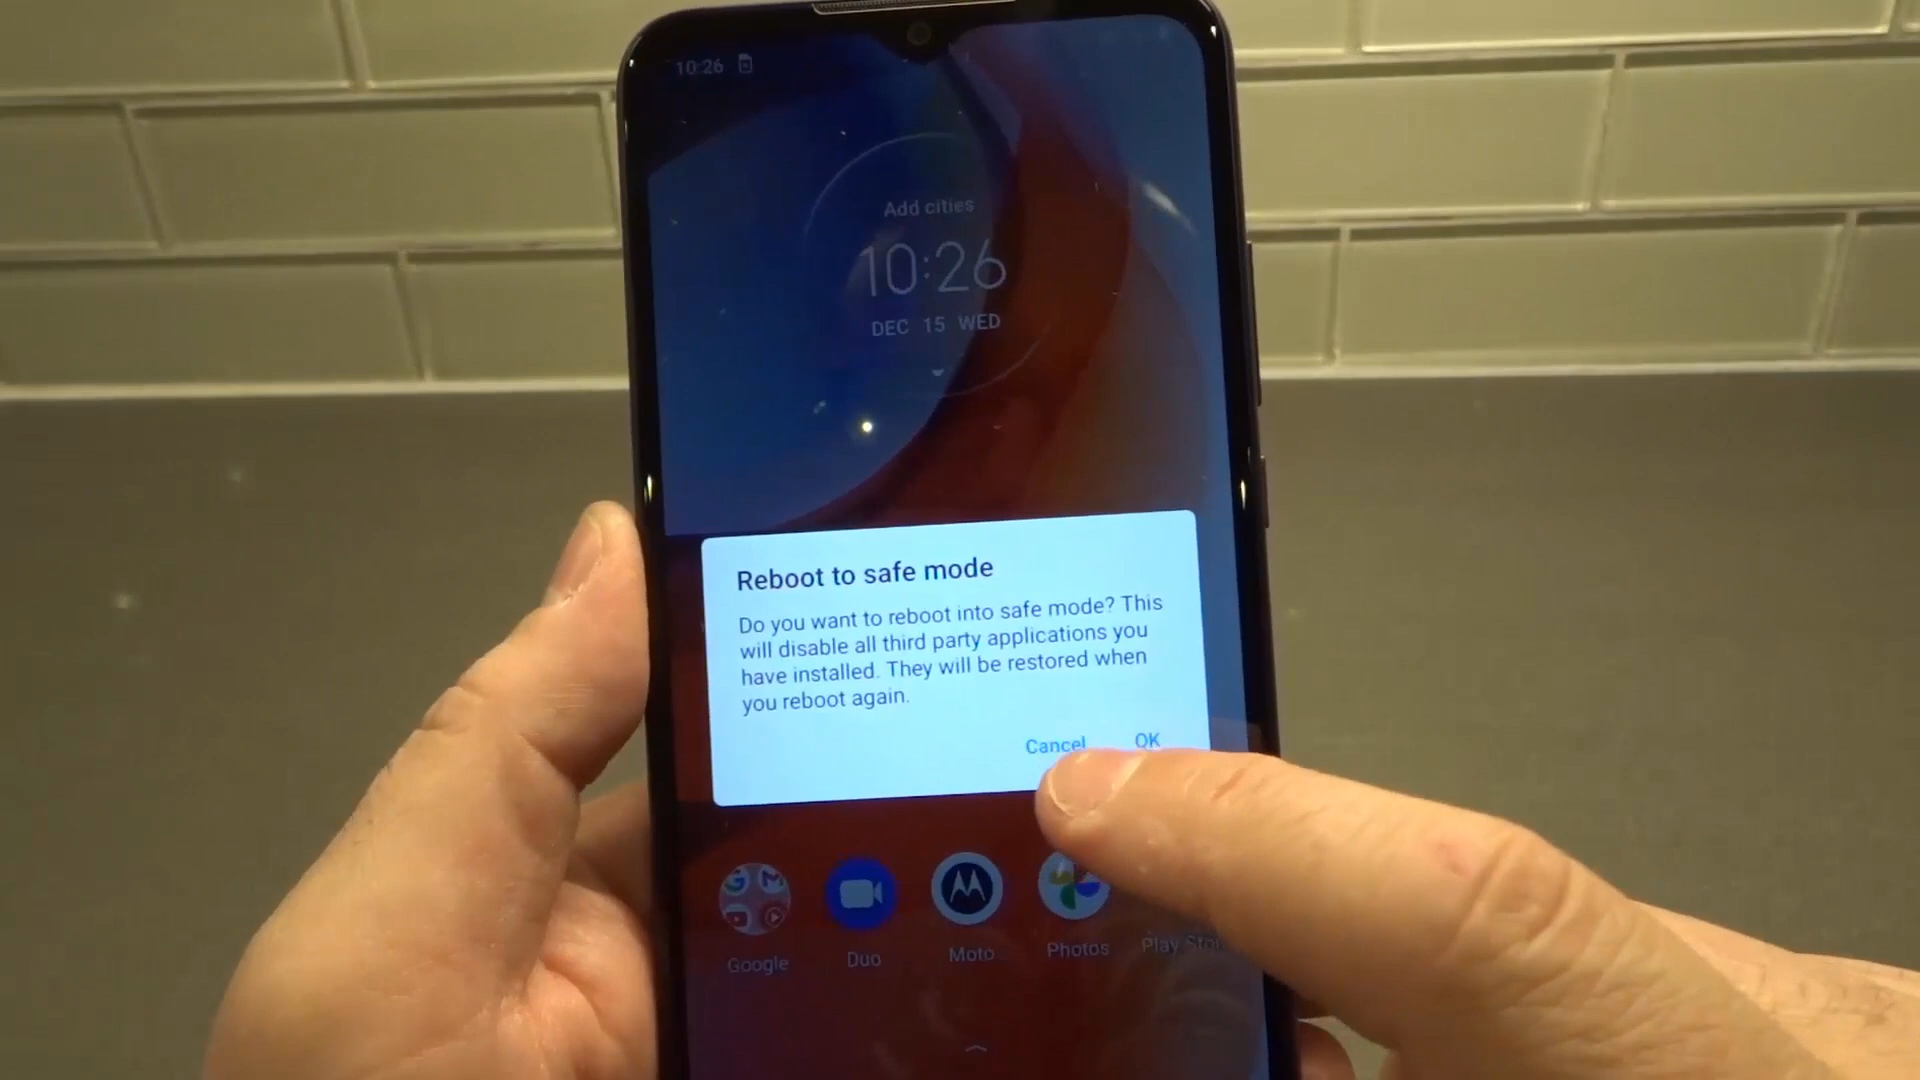 10:26
Add cities
10:26
DEC 15 WED
Reboot to safe mode
Do you want to reboot into safe mode? This
will disable all third party applications you
have installed. They will be restored when
you reboot again.
Cancel OK
Google Duo Moto Photos Play